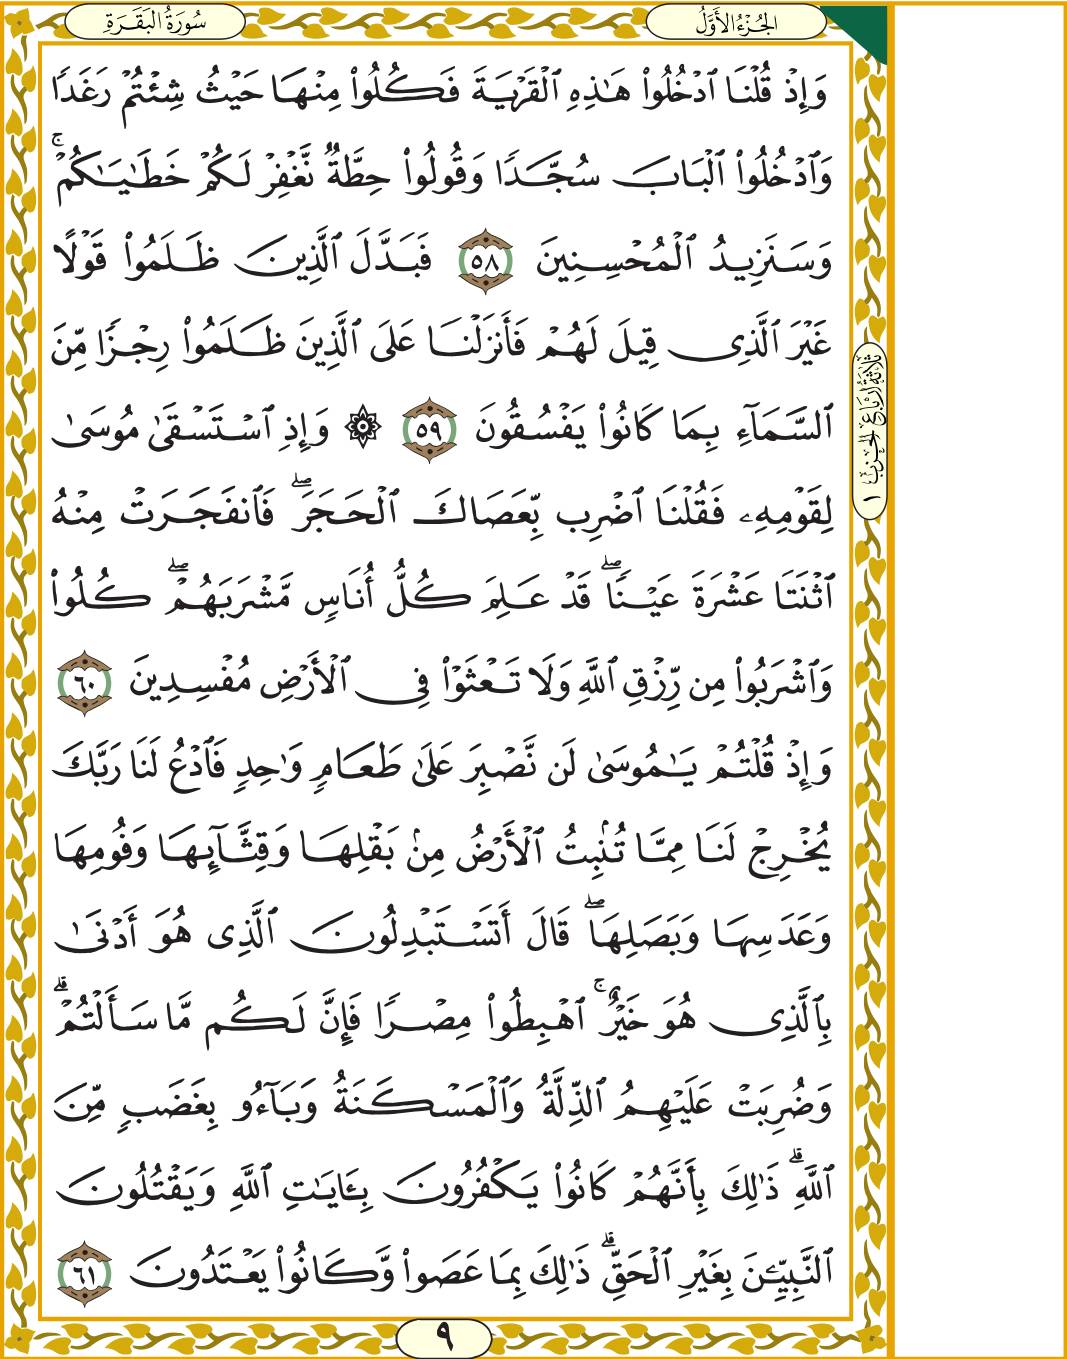 الجُزْءُ الأَوَّلُ
سُورَةُ البَقَرَةِ
وَإِذْ قُلْنَا ٱدْخُلُوا۟ هَـٰذِهِ ٱلْقَرْيَةَ فَكُلُوا۟ مِنْهَا حَيْثُ شِئْتُمْ رَغَدًا
وَٱدْخُلُوا۟ ٱلْبَابَ سُجَّدًا وَقُولُوا۟ حِطَّةٌ نَّغْفِرْ لَكُمْ خَطَـٰيَـٰكُمْ ۚ
وَسَنَزِيدُ ٱلْمُحْسِنِينَ ٥٨ فَبَدَّلَ ٱلَّذِينَ ظَلَمُوا۟ قَوْلًا
غَيْرَ ٱلَّذِى قِيلَ لَهُمْ فَأَنزَلْنَا عَلَى ٱلَّذِينَ ظَلَمُوا۟ رِجْزًا مِّنَ
ٱلسَّمَآءِ بِمَا كَانُوا۟ يَفْسُقُونَ ٥٩ ۞ وَإِذِ ٱسْتَسْقَىٰ مُوسَىٰ
لِقَوْمِهِۦ فَقُلْنَا ٱضْرِب بِّعَصَاكَ ٱلْحَجَرَ ۖ فَٱنفَجَرَتْ مِنْهُ
ٱثْنَتَا عَشْرَةَ عَيْنًا ۖ قَدْ عَلِمَ كُلُّ أُنَاسٍ مَّشْرَبَهُمْ ۖ كُلُوا۟
وَٱشْرَبُوا۟ مِن رِّزْقِ ٱللَّهِ وَلَا تَعْثَوْا۟ فِى ٱلْأَرْضِ مُفْسِدِينَ ٦٠
وَإِذْ قُلْتُمْ يَـٰمُوسَىٰ لَن نَّصْبِرَ عَلَىٰ طَعَامٍ وَٰحِدٍ فَٱدْعُ لَنَا رَبَّكَ
يُخْرِجْ لَنَا مِمَّا تُنۢبِتُ ٱلْأَرْضُ مِنۢ بَقْلِهَا وَقِثَّآئِهَا وَفُومِهَا
وَعَدَسِهَا وَبَصَلِهَا ۖ قَالَ أَتَسْتَبْدِلُونَ ٱلَّذِى هُوَ أَدْنَىٰ
بِٱلَّذِى هُوَ خَيْرٌ ۚ ٱهْبِطُوا۟ مِصْرًا فَإِنَّ لَكُم مَّا سَأَلْتُمْ ۗ
وَضُرِبَتْ عَلَيْهِمُ ٱلذِّلَّةُ وَٱلْمَسْكَنَةُ وَبَآءُو بِغَضَبٍ مِّنَ
ٱللَّهِ ۗ ذَٰلِكَ بِأَنَّهُمْ كَانُوا۟ يَكْفُرُونَ بِـَٔايَـٰتِ ٱللَّهِ وَيَقْتُلُونَ
ٱلنَّبِيِّـۧنَ بِغَيْرِ ٱلْحَقِّ ۗ ذَٰلِكَ بِمَا عَصَوا۟ وَّكَانُوا۟ يَعْتَدُونَ ٦١
ثَلَاثَةُ أَرْبَاعِ الحِزْبِ ١
٩